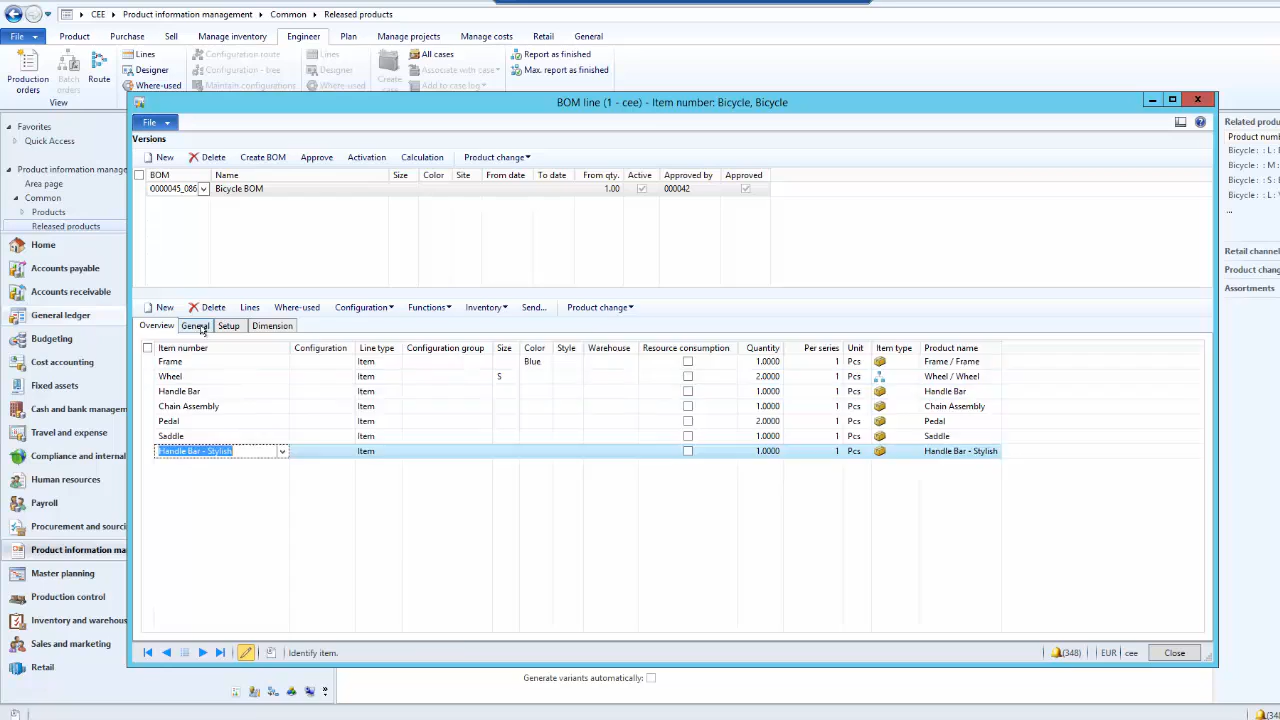 CEE Product information management Common Released products
File Product Purchase Sell Manage inventory Engineer Plan Manage projects Manage costs Retail General
Production orders
Batch orders
Route
Lines
Designer
Where-used
Configuration route
Configuration - tree
Maintain configurations
Lines
Designer
Where-used
Create case
All cases
Associate with case
Add to case log
Report as finished
Max. report as finished
View
BOM line (1 - cee) - Item number: Bicycle, Bicycle
File
Versions
New Delete Create BOM Approve Activation Calculation Product change
BOM Name Size Color Site From date To date From qty. Active Approved by Approved
0000045_086 Bicycle BOM 1.00 000042
New Delete Lines Where-used Configuration Functions Inventory Send... Product change
Overview General Setup Dimension
Item number Configuration Line type Configuration group Size Color Style Warehouse Resource consumption Quantity Per series Unit Item type Product name
Frame Item Blue 1.0000 1 Pcs Frame / Frame
Wheel Item S 2.0000 1 Pcs Wheel / Wheel
Handle Bar Item 1.0000 1 Pcs Handle Bar
Chain Assembly Item 1.0000 1 Pcs Chain Assembly
Pedal Item 2.0000 1 Pcs Pedal
Saddle Item 1.0000 1 Pcs Saddle
Handle Bar - Stylish Item 1.0000 1 Pcs Handle Bar - Stylish
Identify item. (348) EUR cee Close
Favorites
Quick Access
Product information manage
Area page
Common
Products
Released products
Home
Accounts payable
Accounts receivable
General ledger
Budgeting
Cost accounting
Fixed assets
Cash and bank managem
Travel and expense
Compliance and internal
Human resources
Payroll
Procurement and sourci
Product information ma
Master planning
Production control
Inventory and warehous
Sales and marketing
Retail
Generate variants automatically:
Related produ
Product numb
Bicycle : : L :
Bicycle : : M :
Bicycle : : S :
Bicycle : : L :
...
Retail channel
Product chang
Assortments
(34